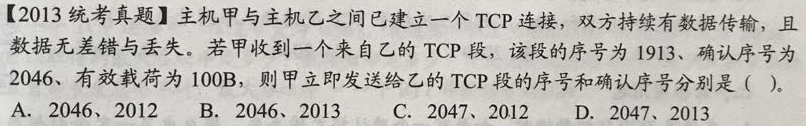 【2013 统考真题】主机甲与主机乙之间已建立一个 TCP 连接，双方持续有数据传输，且
数据无差错与丢失。若甲收到一个来自乙的 TCP 段，该段的序号为 1913、确认序号为
2046、有效载荷为 100B，则甲立即发送给乙的 TCP 段的序号和确认序号分别是（ ）。
A. 2046、2012 B. 2046、2013 C. 2047、2012 D. 2047、2013